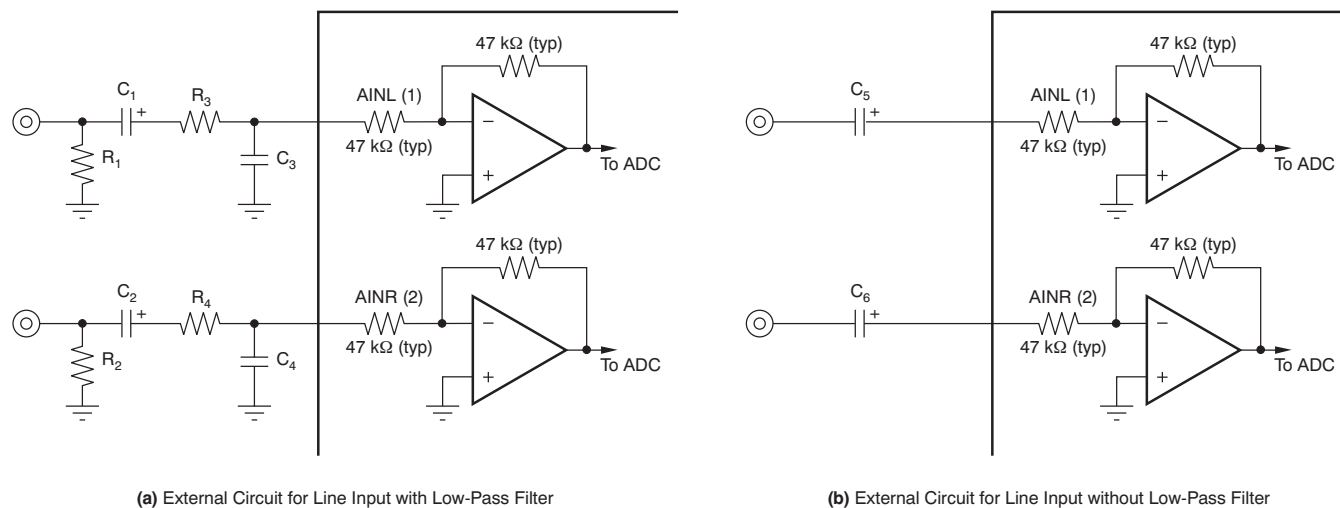 47 kΩ (typ)
C1
R3
AINL (1)
+
−
R1
C3
47 kΩ (typ)
+
To ADC
47 kΩ (typ)
C2
R4
AINR (2)
+
−
R2
C4
47 kΩ (typ)
+
To ADC
(a) External Circuit for Line Input with Low-Pass Filter
47 kΩ (typ)
C5
AINL (1)
+
−
47 kΩ (typ)
+
To ADC
47 kΩ (typ)
C6
AINR (2)
+
−
47 kΩ (typ)
+
To ADC
(b) External Circuit for Line Input without Low-Pass Filter